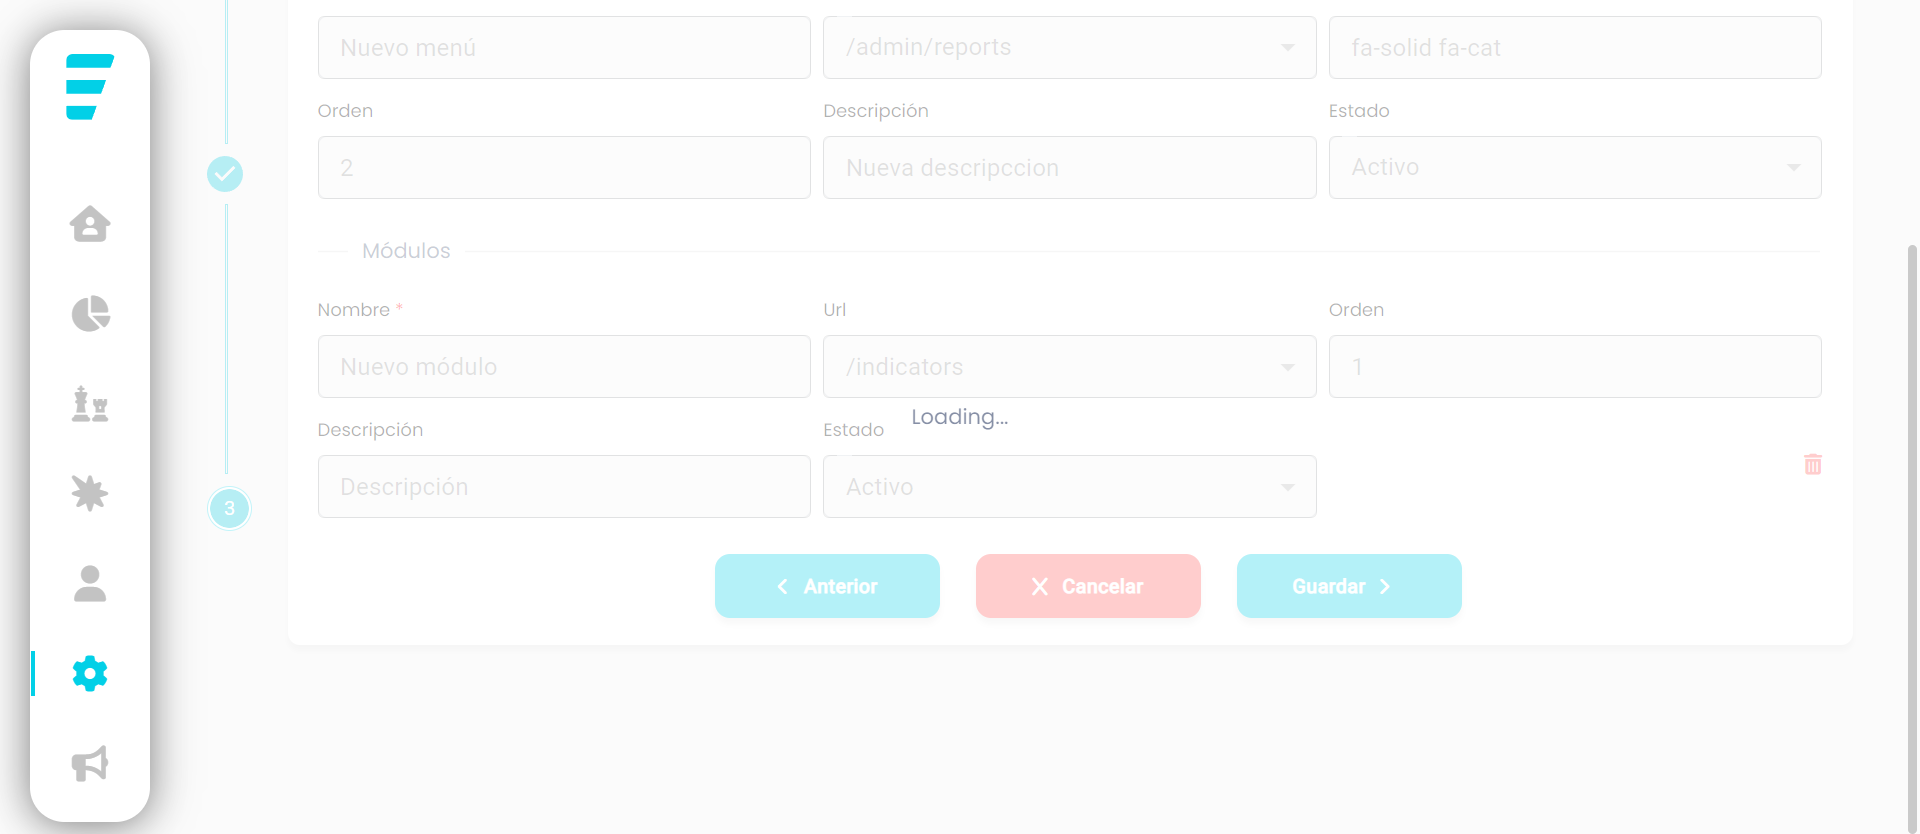 Nuevo menú
/admin/reports
fa-solid fa-cat
Orden
Descripción
Estado
2
Nueva descripccion
Activo
Módulos
Nombre *
Url
Orden
Nuevo módulo
/indicators
1
Loading...
Descripción
Estado
Descripción
Activo
3
Anterior
X Cancelar
Guardar